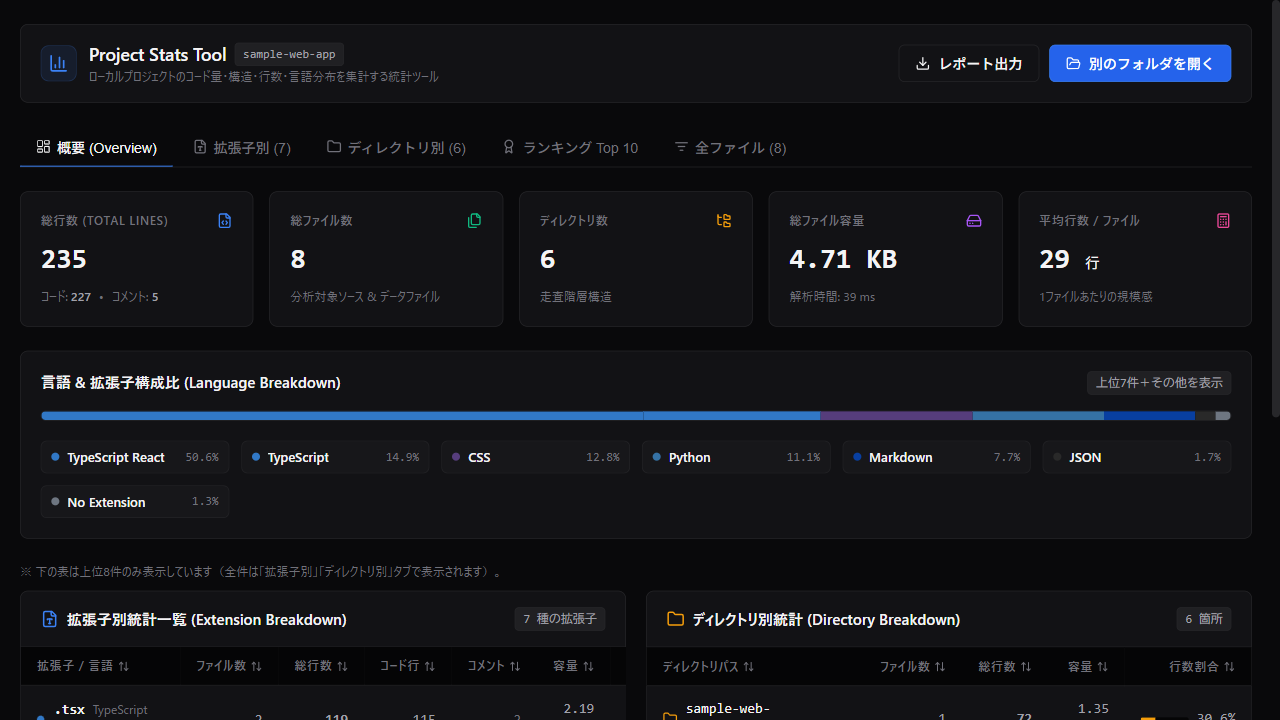 Project Stats Tool sample-web-app
ローカルプロジェクトのコード量・構造・行数・言語分布を集計する統計ツール
レポート出力
別のフォルダを開く
概要 (Overview) 拡張子別 (7) ディレクトリ別 (6) ランキング Top 10 全ファイル (8)
総行数 (TOTAL LINES) 総ファイル数 ディレクトリ数 総ファイル容量 平均行数 / ファイル
235 8 6 4.71 KB 29 行
コード: 227 • コメント: 5 分析対象ソース & データファイル 走査階層構造 解析時間: 39 ms 1ファイルあたりの規模感
言語 & 拡張子構成比 (Language Breakdown) 上位7件＋その他を表示
TypeScript React 50.6% TypeScript 14.9% CSS 12.8% Python 11.1% Markdown 7.7% JSON 1.7%
No Extension 1.3%
※ 下の表は上位8件のみ表示しています（全件は「拡張子別」「ディレクトリ別」タブで表示されます）。
拡張子別統計一覧 (Extension Breakdown) 7 種の拡張子
拡張子 / 言語 ファイル数 総行数 コード行 コメント 容量
.tsx TypeScript 2 119 115 2 2.19
ディレクトリ別統計 (Directory Breakdown) 6 箇所
ディレクトリパス ファイル数 総行数 容量 行数割合
sample-web- 1 72 1.35 30.6%